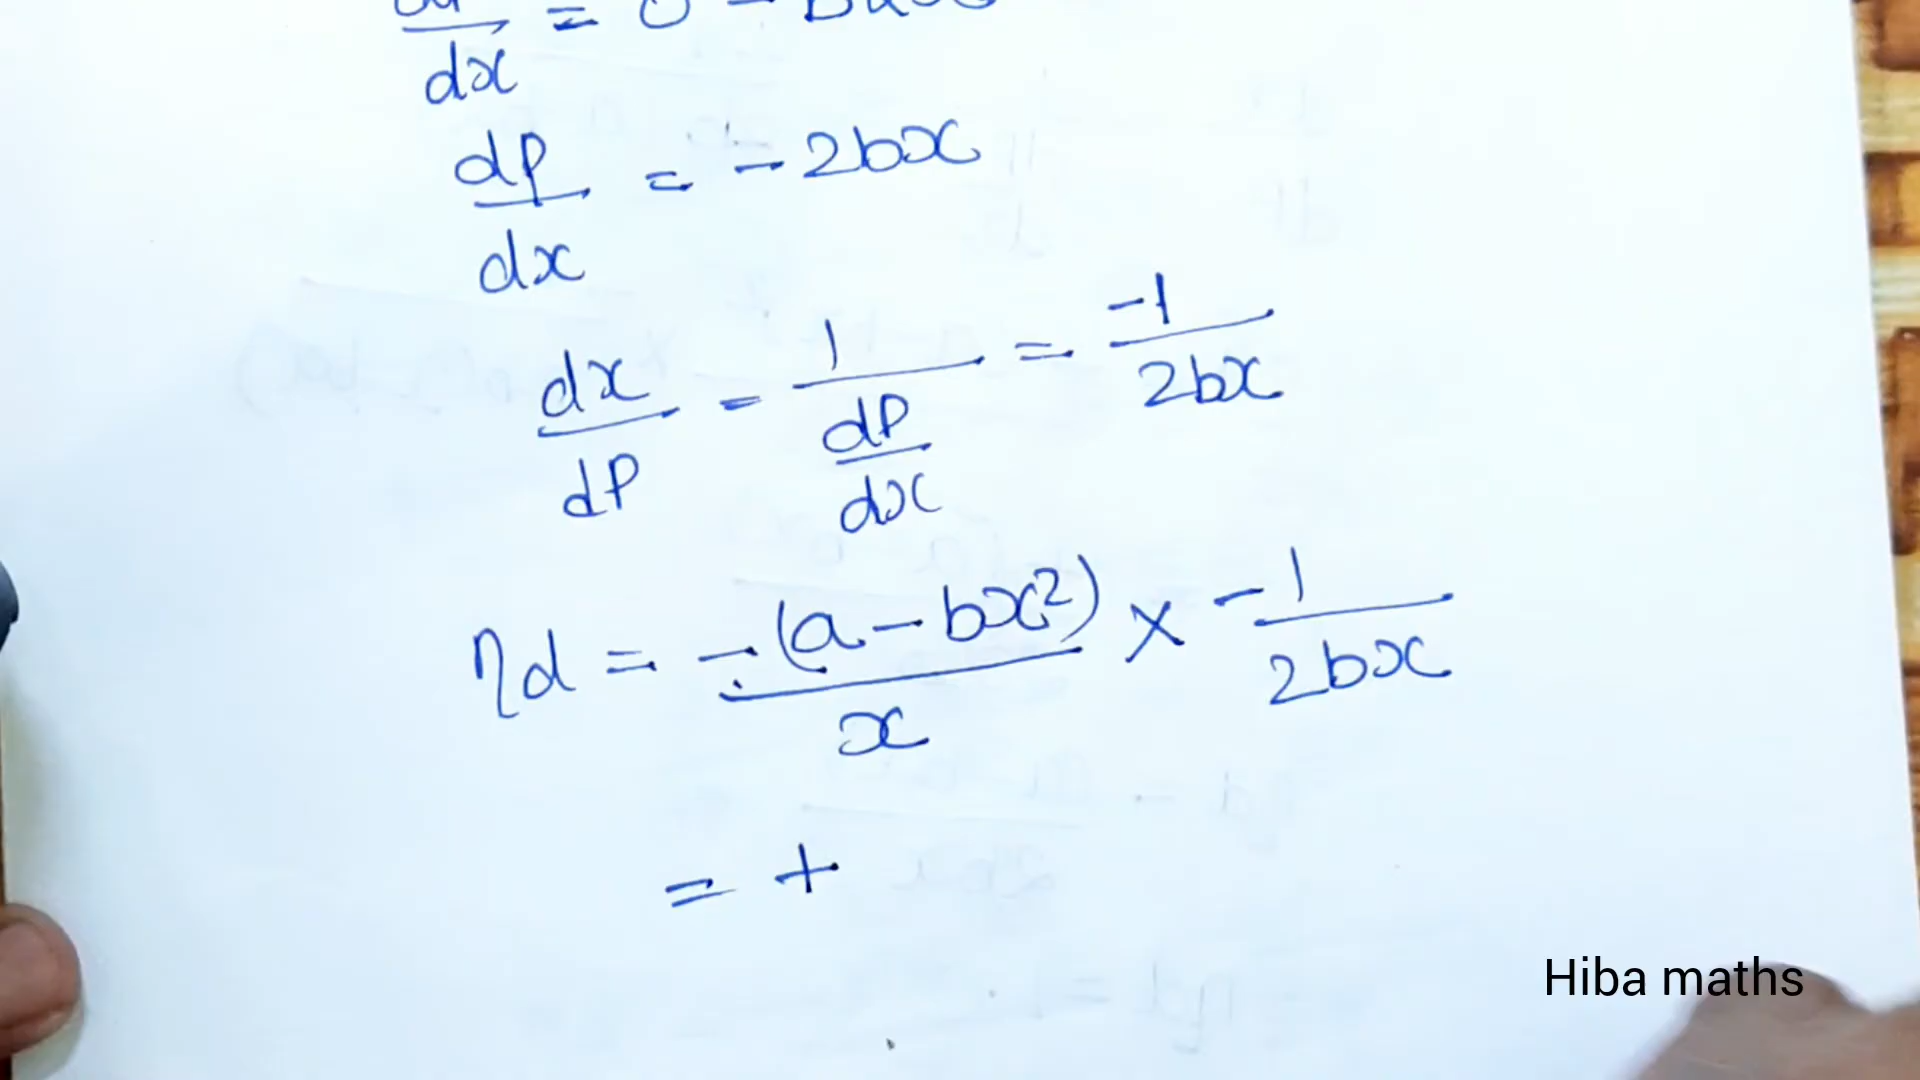 dx
dp/dx = - 2bx
dx/dP = 1/(dP/dx) = -1/2bx
ηd = -(a - bx²)/x × -1/2bx
= +
Hiba maths